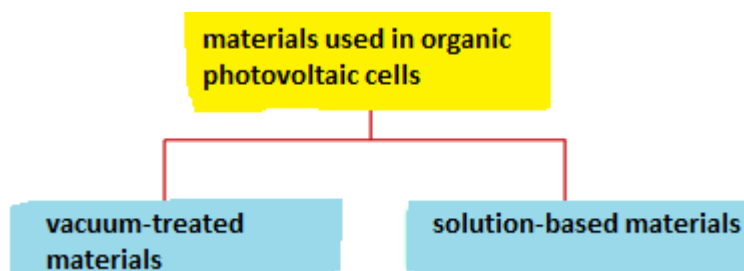 materials used in organic
photovoltaic cells
vacuum-treated
materials
solution-based materials